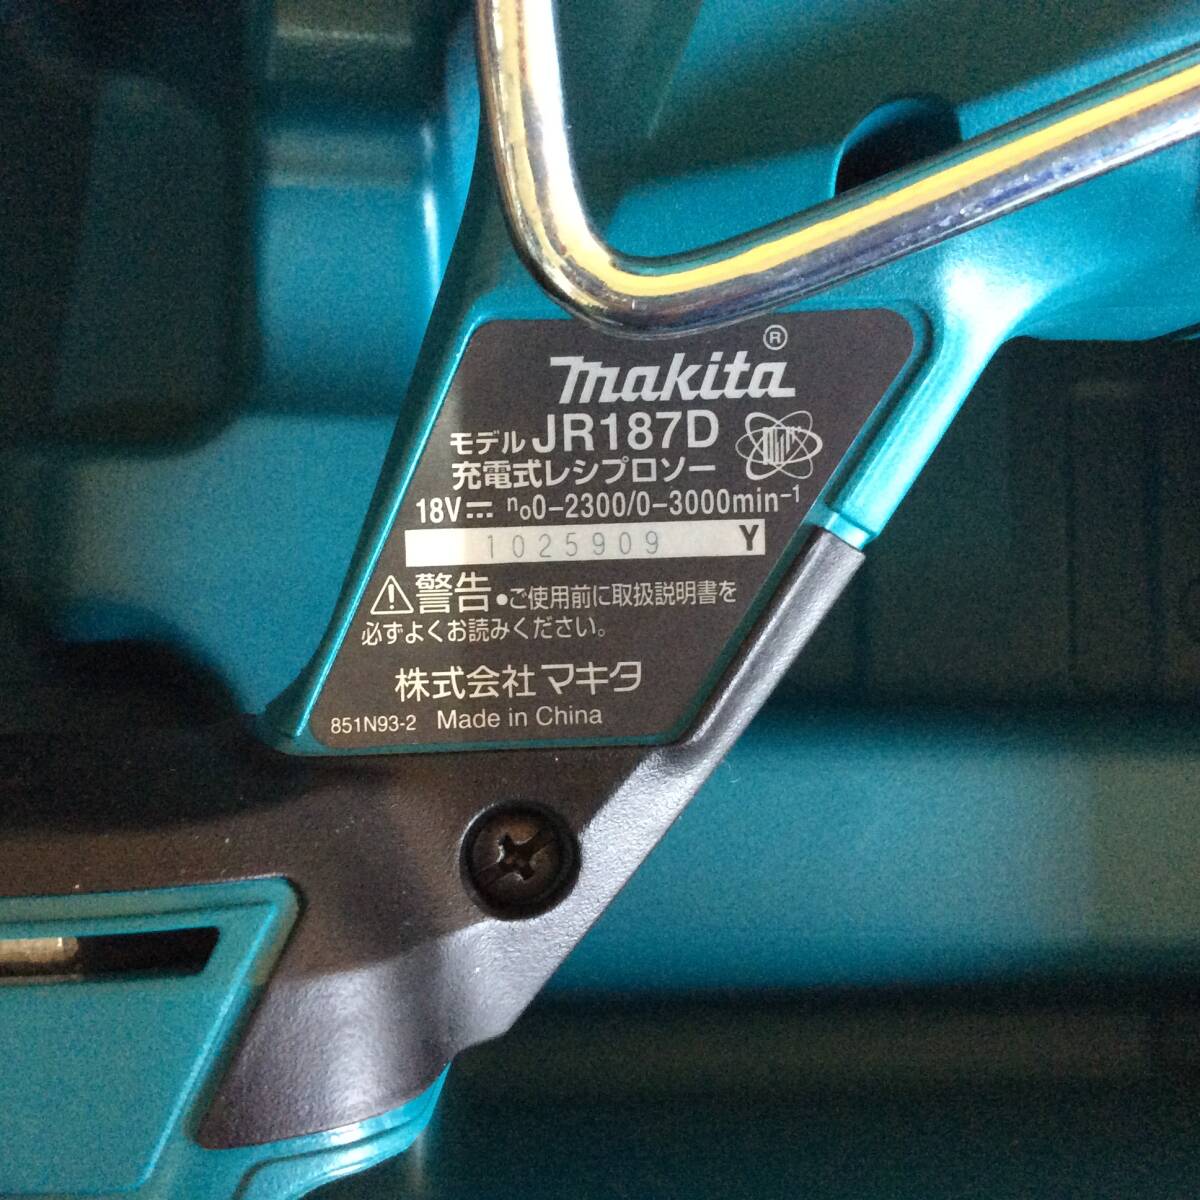 makita®
モデル JR187D
充電式レシプロソー
18V⎓ n₀0-2300/0-3000min⁻¹
1025909 Y
⚠警告 •ご使用前に取扱説明書を
必ずよくお読みください。
株式会社マキタ
851N93-2 Made in China